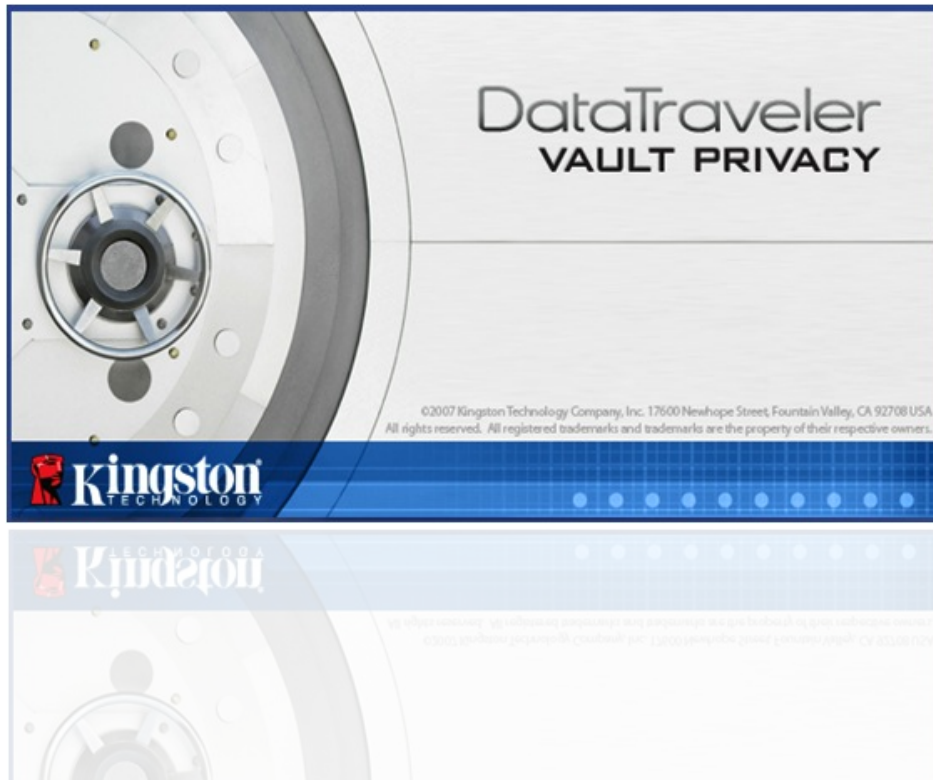 DataTraveler
VAULT PRIVACY
©2007 Kingston Technology Company, Inc. 17600 Newhope Street, Fountain Valley, CA 92708 USA
All rights reserved. All registered trademarks and trademarks are the property of their respective owners.
Kingston
TECHNOLOGY